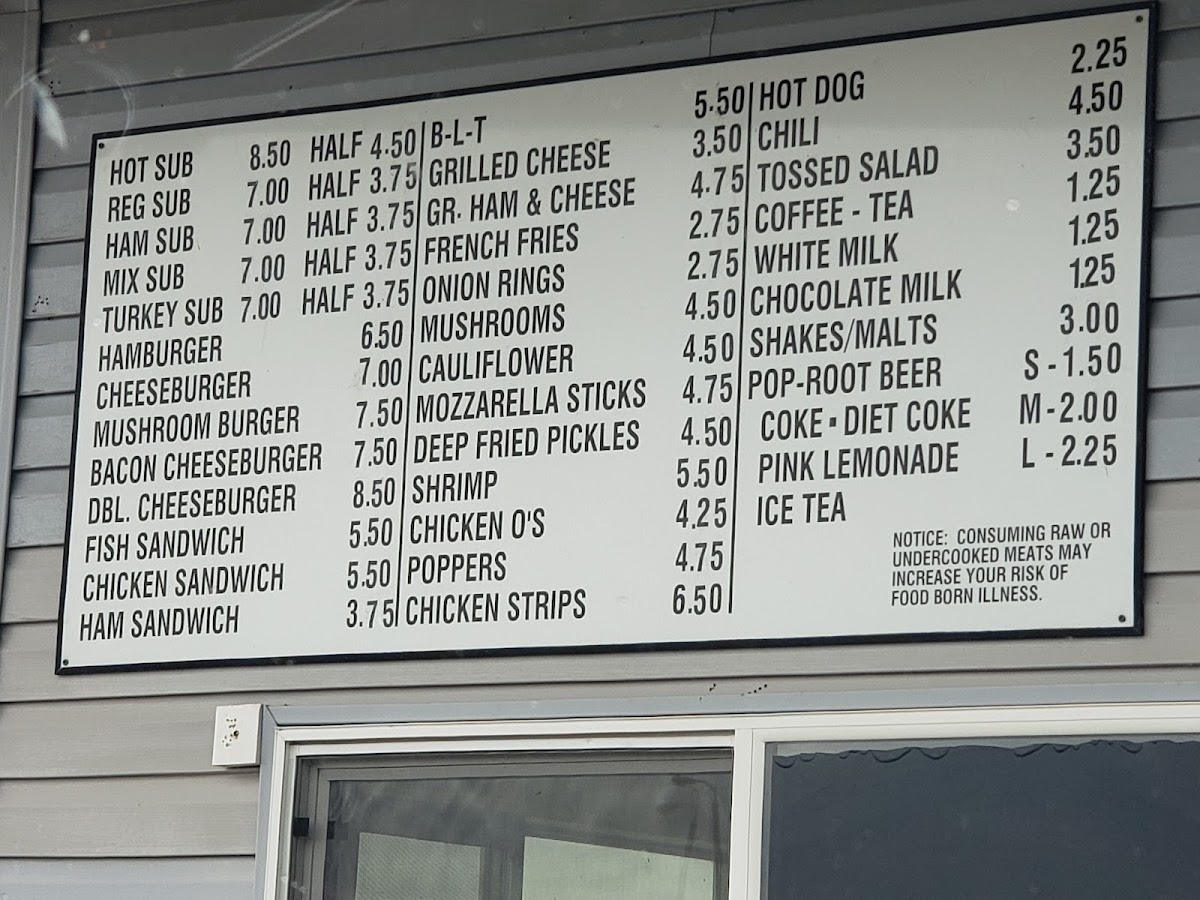 HOT SUB 8.50 HALF 4.50
REG SUB 7.00 HALF 3.75
HAM SUB 7.00 HALF 3.75
MIX SUB 7.00 HALF 3.75
TURKEY SUB 7.00 HALF 3.75
HAMBURGER 6.50
CHEESEBURGER 7.00
MUSHROOM BURGER 7.50
BACON CHEESEBURGER 7.50
DBL. CHEESEBURGER 8.50
FISH SANDWICH 5.50
CHICKEN SANDWICH 5.50
HAM SANDWICH 3.75
B-L-T 5.50
GRILLED CHEESE 3.50
GR. HAM & CHEESE 4.75
FRENCH FRIES 2.75
ONION RINGS 2.75
MUSHROOMS 4.50
CAULIFLOWER 4.50
MOZZARELLA STICKS 4.75
DEEP FRIED PICKLES 4.50
SHRIMP 5.50
CHICKEN O'S 4.25
POPPERS 4.75
CHICKEN STRIPS 6.50
HOT DOG 2.25
CHILI 4.50
TOSSED SALAD 3.50
COFFEE - TEA 1.25
WHITE MILK 1.25
CHOCOLATE MILK 1.25
SHAKES/MALTS 3.00
POP-ROOT BEER S - 1.50
COKE ▪ DIET COKE M - 2.00
PINK LEMONADE L - 2.25
ICE TEA
NOTICE: CONSUMING RAW OR
UNDERCOOKED MEATS MAY
INCREASE YOUR RISK OF
FOOD BORN ILLNESS.